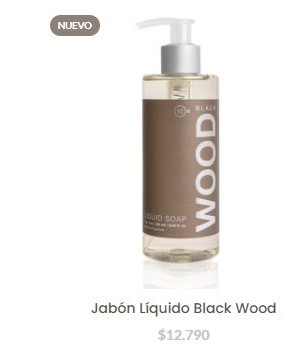 NUEVO
BLACK
WOOD
LIQUID SOAP
Jabón Líquido Black Wood
$12.790